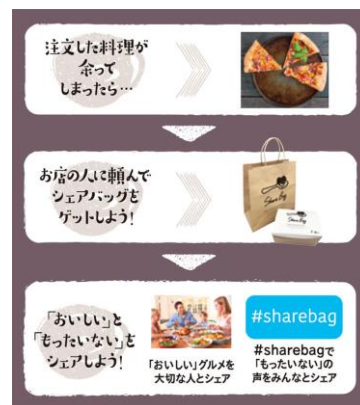 注文した料理が
余って
しまったら…
お店の人に頼んで
シェアバッグを
ゲットしよう!
Share Bag
Share Bag
「おいしい」と
「もったいない」を
シェアしよう!
「おいしい」グルメを
大切な人とシェア
#sharebag
#sharebagで
「もったいない」の
声をみんなとシェア